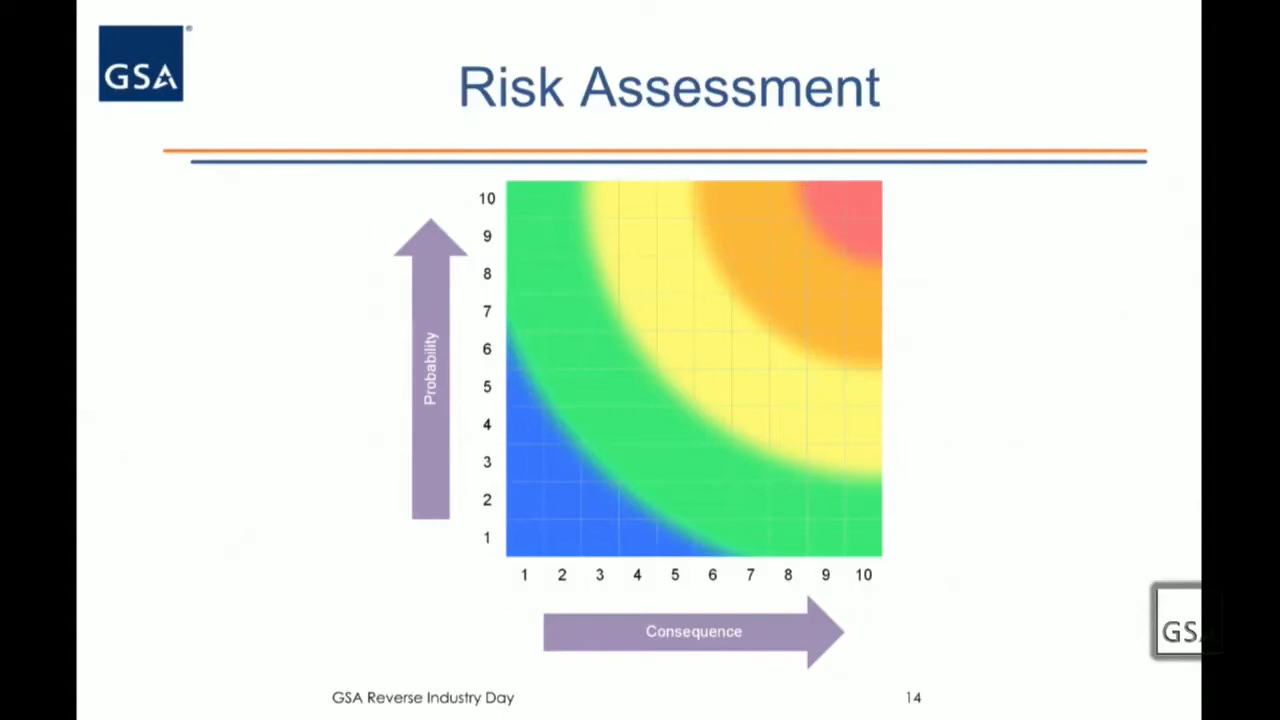 GSA
®
Risk Assessment
10
9
8
7
6
5
4
3
2
1
Probability
1 2 3 4 5 6 7 8 9 10
Consequence
GSA
GSA Reverse Industry Day
14